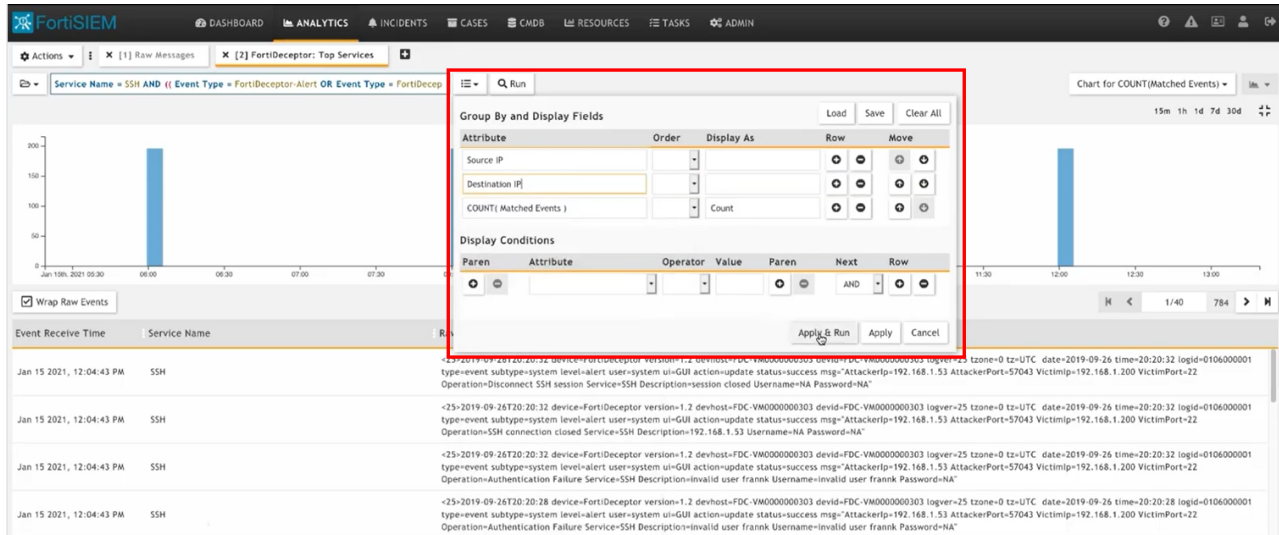 FortiSIEM
DASHBOARD ANALYTICS INCIDENTS CASES CMDB RESOURCES TASKS ADMIN
Actions [1] Raw Messages [2] FortiDeceptor: Top Services
Service Name = SSH AND (( Event Type = FortiDeceptor-Alert OR Event Type = FortiDecep
Run
Chart for COUNT(Matched Events)
15m 1h 1d 7d 30d
Group By and Display Fields
Load Save Clear All
Attribute Order Display As Row Move
Source IP
Destination IP
COUNT( Matched Events ) Count
Display Conditions
Paren Attribute Operator Value Paren Next Row
AND
Apply & Run Apply Cancel
200
150
100
50
0
Jan 15th, 2021 05:30 06:00 06:30 07:00 07:30 11:30 12:00 12:30 13:00
Wrap Raw Events
1/40 784
Event Receive Time Service Name
Jan 15 2021, 12:04:43 PM SSH
<25>2019-09-26T20:20:32 device=FortiDeceptor version=1.2 devhost=FDC-VM0000000303 devid=FDC-VM0000000303 logver=25 tzone=0 tz=UTC date=2019-09-26 time=20:20:32 logid=0106000001
type=event subtype=system level=alert user=system ui=GUI action=update status=success msg="AttackerIp=192.168.1.53 AttackerPort=57043 VictimIp=192.168.1.200 VictimPort=22
Operation=Disconnect SSH session Service=SSH Description=session closed Username=NA Password=NA"
Jan 15 2021, 12:04:43 PM SSH
<25>2019-09-26T20:20:32 device=FortiDeceptor version=1.2 devhost=FDC-VM0000000303 devid=FDC-VM0000000303 logver=25 tzone=0 tz=UTC date=2019-09-26 time=20:20:32 logid=0106000001
type=event subtype=system level=alert user=system ui=GUI action=update status=success msg="AttackerIp=192.168.1.53 AttackerPort=57043 VictimIp=192.168.1.200 VictimPort=22
Operation=SSH connection closed Service=SSH Description=192.168.1.53 Username=NA Password=NA"
Jan 15 2021, 12:04:43 PM SSH
<25>2019-09-26T20:20:32 device=FortiDeceptor version=1.2 devhost=FDC-VM0000000303 devid=FDC-VM0000000303 logver=25 tzone=0 tz=UTC date=2019-09-26 time=20:20:32 logid=0106000001
type=event subtype=system level=alert user=system ui=GUI action=update status=success msg="AttackerIp=192.168.1.53 AttackerPort=57043 VictimIp=192.168.1.200 VictimPort=22
Operation=Authentication Failure Service=SSH Description=invalid user frannk Username=invalid user frannk Password=NA"
Jan 15 2021, 12:04:43 PM SSH
<25>2019-09-26T20:20:28 device=FortiDeceptor version=1.2 devhost=FDC-VM0000000303 devid=FDC-VM0000000303 logver=25 tzone=0 tz=UTC date=2019-09-26 time=20:20:28 logid=0106000001
type=event subtype=system level=alert user=system ui=GUI action=update status=success msg="AttackerIp=192.168.1.53 AttackerPort=57043 VictimIp=192.168.1.200 VictimPort=22
Operation=Authentication Failure Service=SSH Description=invalid user frannk Username=invalid user frannk Password=NA"